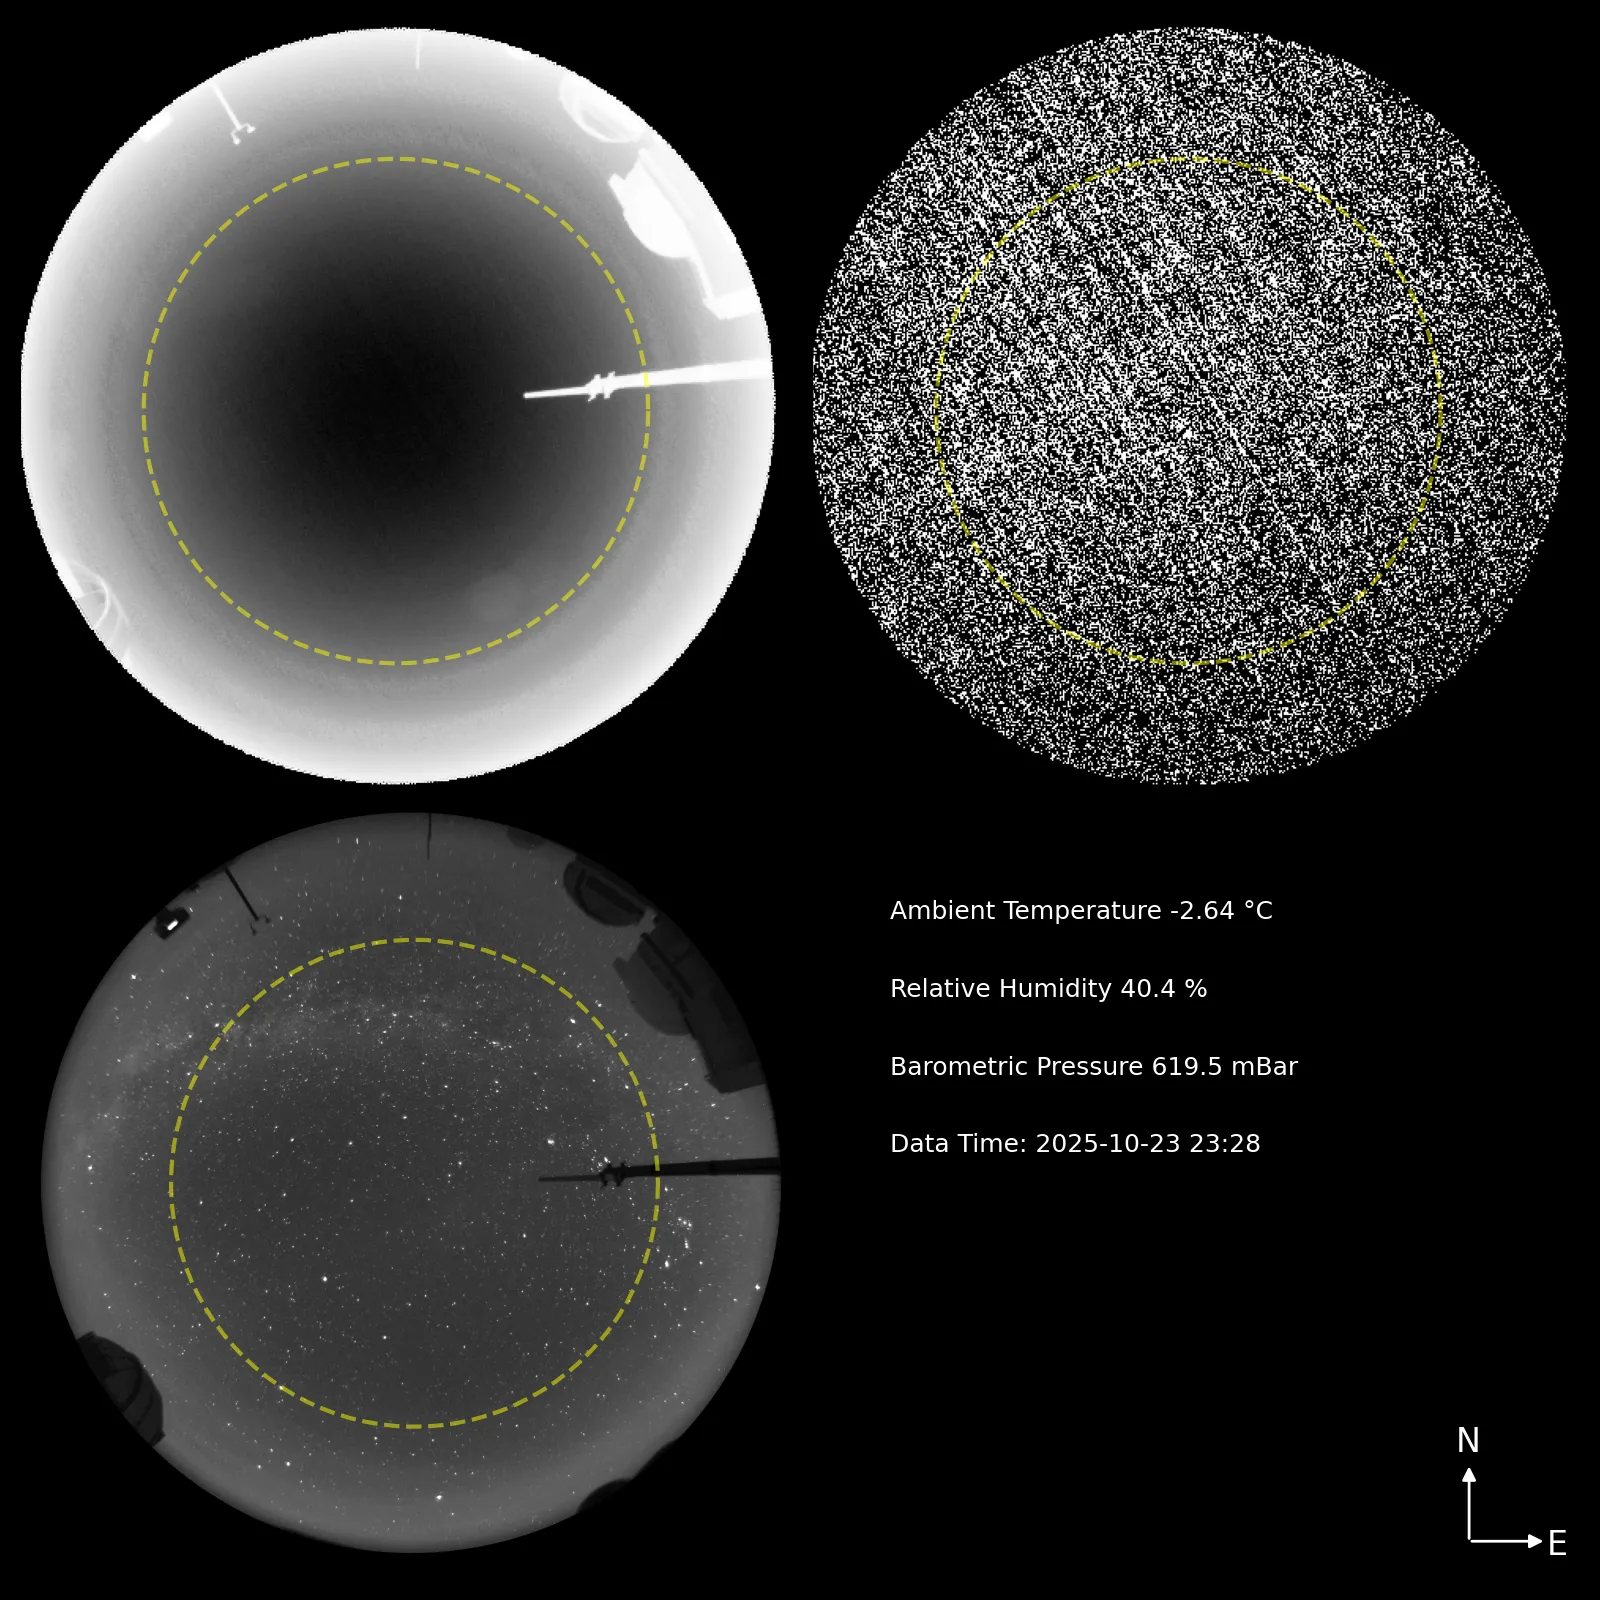 Ambient Temperature -2.64 °C
Relative Humidity 40.4 %
Barometric Pressure 619.5 mBar
Data Time: 2025-10-23 23:28
N
E